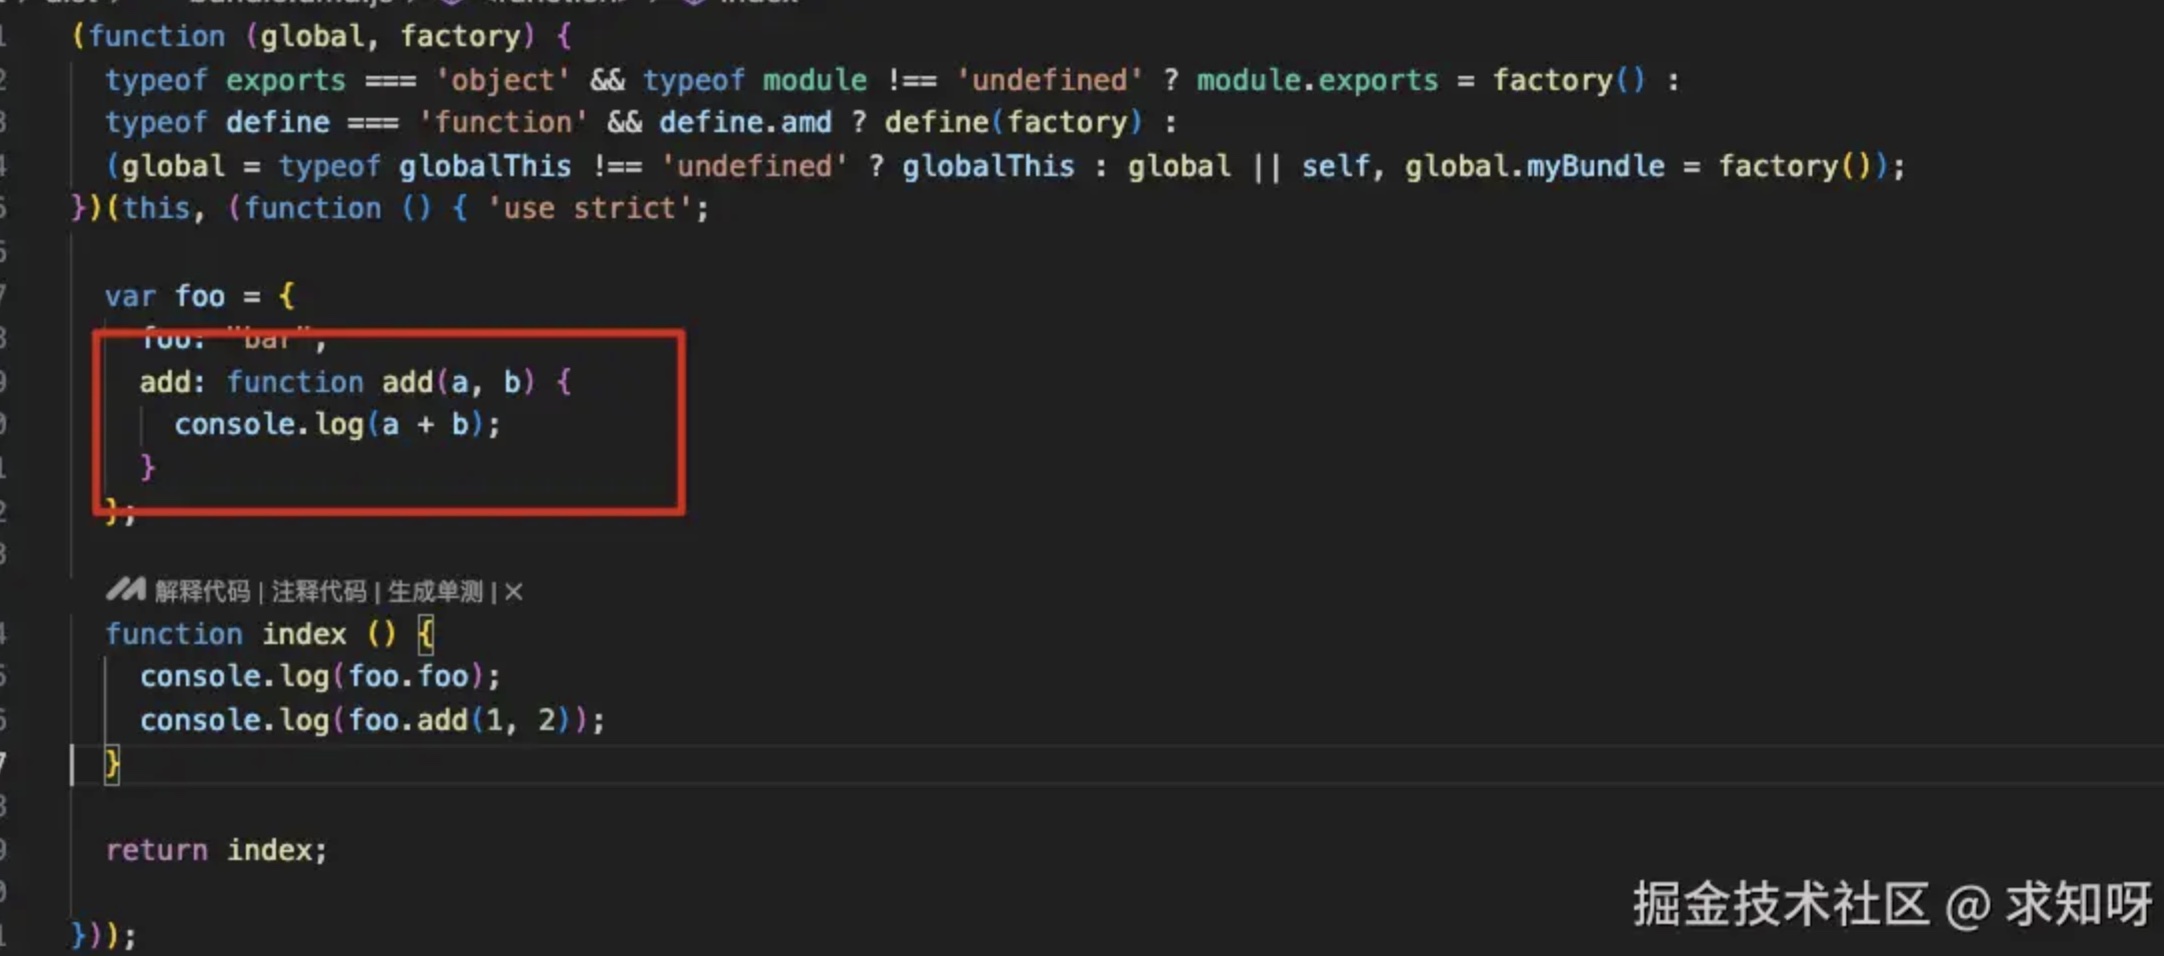 (function (global, factory) {
typeof exports === 'object' && typeof module !== 'undefined' ? module.exports = factory() :
typeof define === 'function' && define.amd ? define(factory) :
(global = typeof globalThis !== 'undefined' ? globalThis : global || self, global.myBundle = factory());
})(this, (function () { 'use strict';
var foo = {
foo: "bar",
add: function add(a, b) {
console.log(a + b);
}
};
解释代码 | 注释代码 | 生成单测 | ×
function index () {
console.log(foo.foo);
console.log(foo.add(1, 2));
}
return index;
}));
掘金技术社区 @ 求知呀